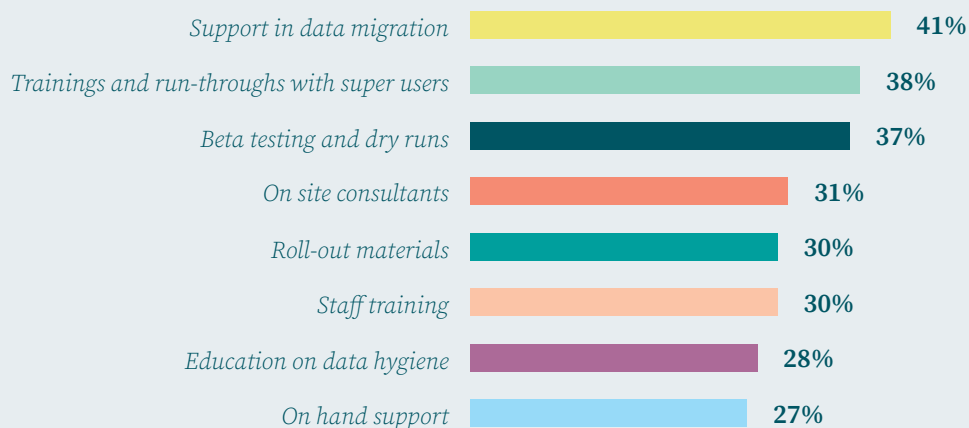 Support in data migration 41%
Trainings and run-throughs with super users 38%
Beta testing and dry runs 37%
On site consultants 31%
Roll-out materials 30%
Staff training 30%
Education on data hygiene 28%
On hand support 27%